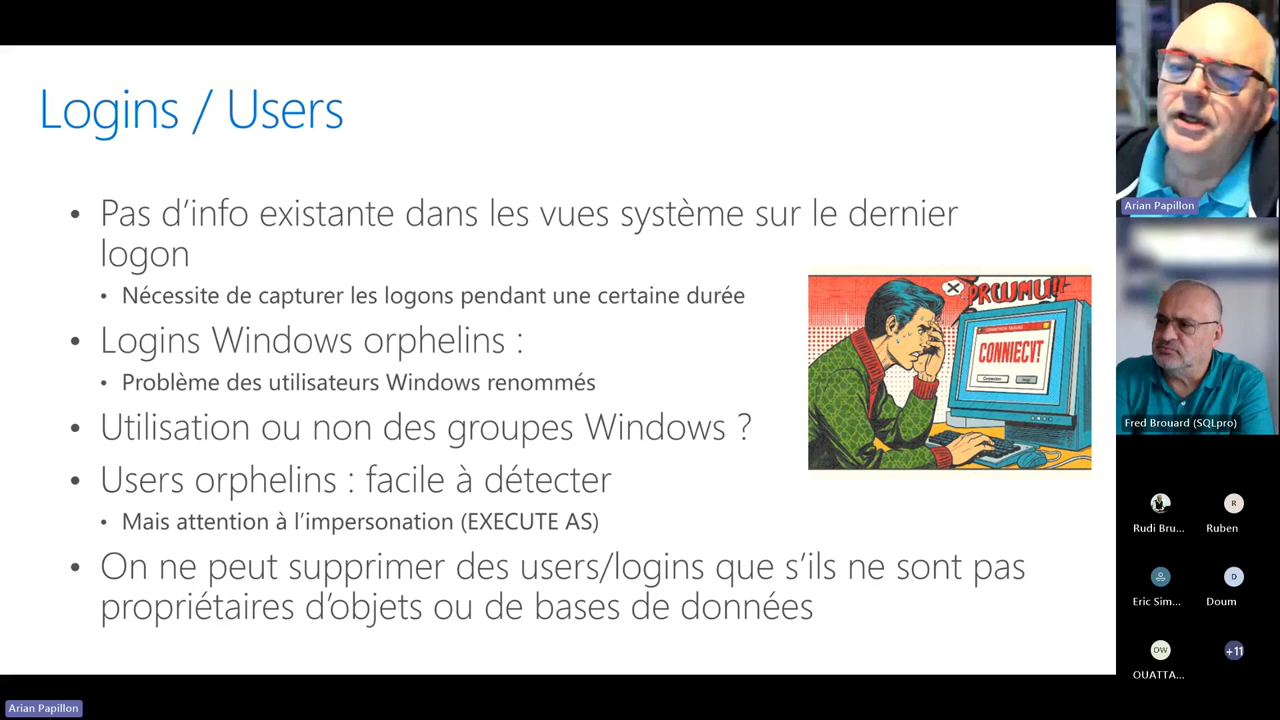 Logins / Users
• Pas d’info existante dans les vues système sur le dernier
logon
• Nécessite de capturer les logons pendant une certaine durée
• Logins Windows orphelins :
• Problème des utilisateurs Windows renommés
• Utilisation ou non des groupes Windows ?
• Users orphelins : facile à détecter
• Mais attention à l’impersonation (EXECUTE AS)
• On ne peut supprimer des users/logins que s’ils ne sont pas
propriétaires d’objets ou de bases de données
CONNIECVT!
Arian Papillon
Fred Brouard (SQLpro)
R
Rudi Bru...
Ruben
D
Eric Sim...
Doum
OW
+11
OUATTA...
Arian Papillon